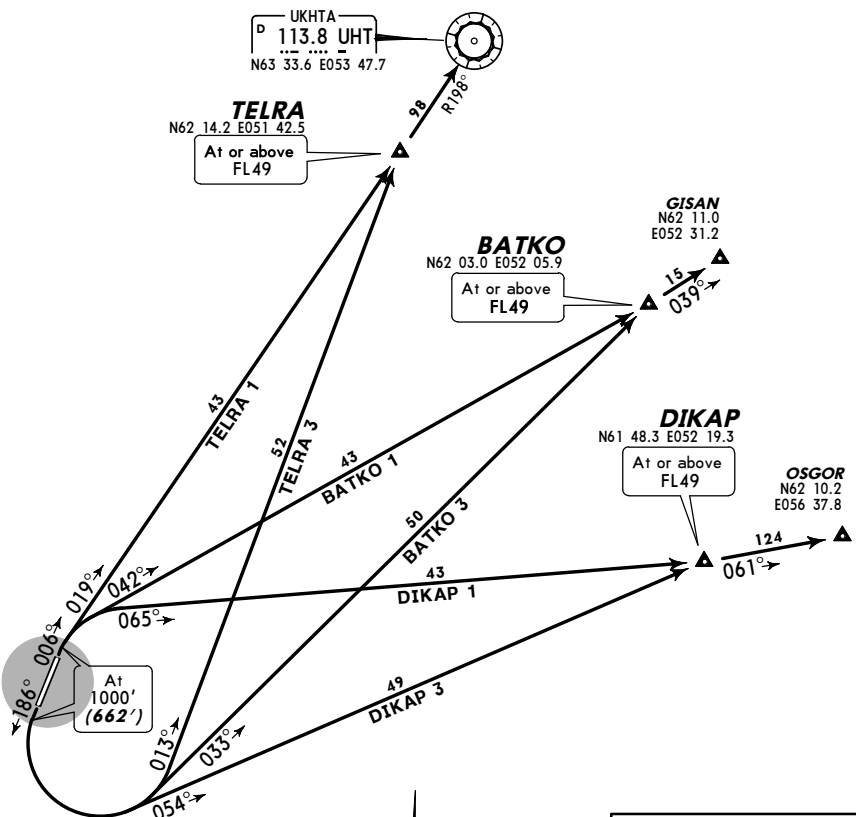 UKHTA
D 113.8 UHT
N63 33.6 E053 47.7
98
R198°
TELRA
N62 14.2 E051 42.5
At or above
FL49
GISAN
N62 11.0
E052 31.2
BATKO
N62 03.0 E052 05.9
At or above
FL49
15
039°
43
TELRA 1
52
TELRA 3
43
BATKO 1
50
BATKO 3
DIKAP
N61 48.3 E052 19.3
At or above
FL49
OSGOR
N62 10.2
E056 37.8
124
061°
43
DIKAP 1
49
DIKAP 3
019°
042°
065°
006°
186°
At
1000'
(662')
013°
033°
054°